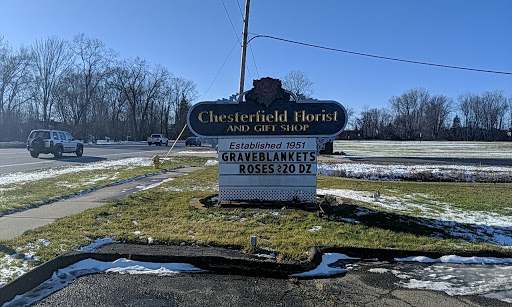 Chesterfield Florist
AND GIFT SHOP
Established 1951
GRAVEBLANKETS
ROSES $20 DZ